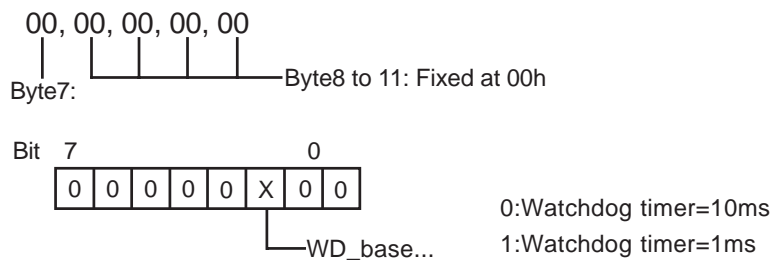 00, 00, 00, 00, 00
Byte8 to 11: Fixed at 00h
Byte7:
Bit 7 0
0 0 0 0 0 X 0 0
WD_base...
0:Watchdog timer=10ms
1:Watchdog timer=1ms